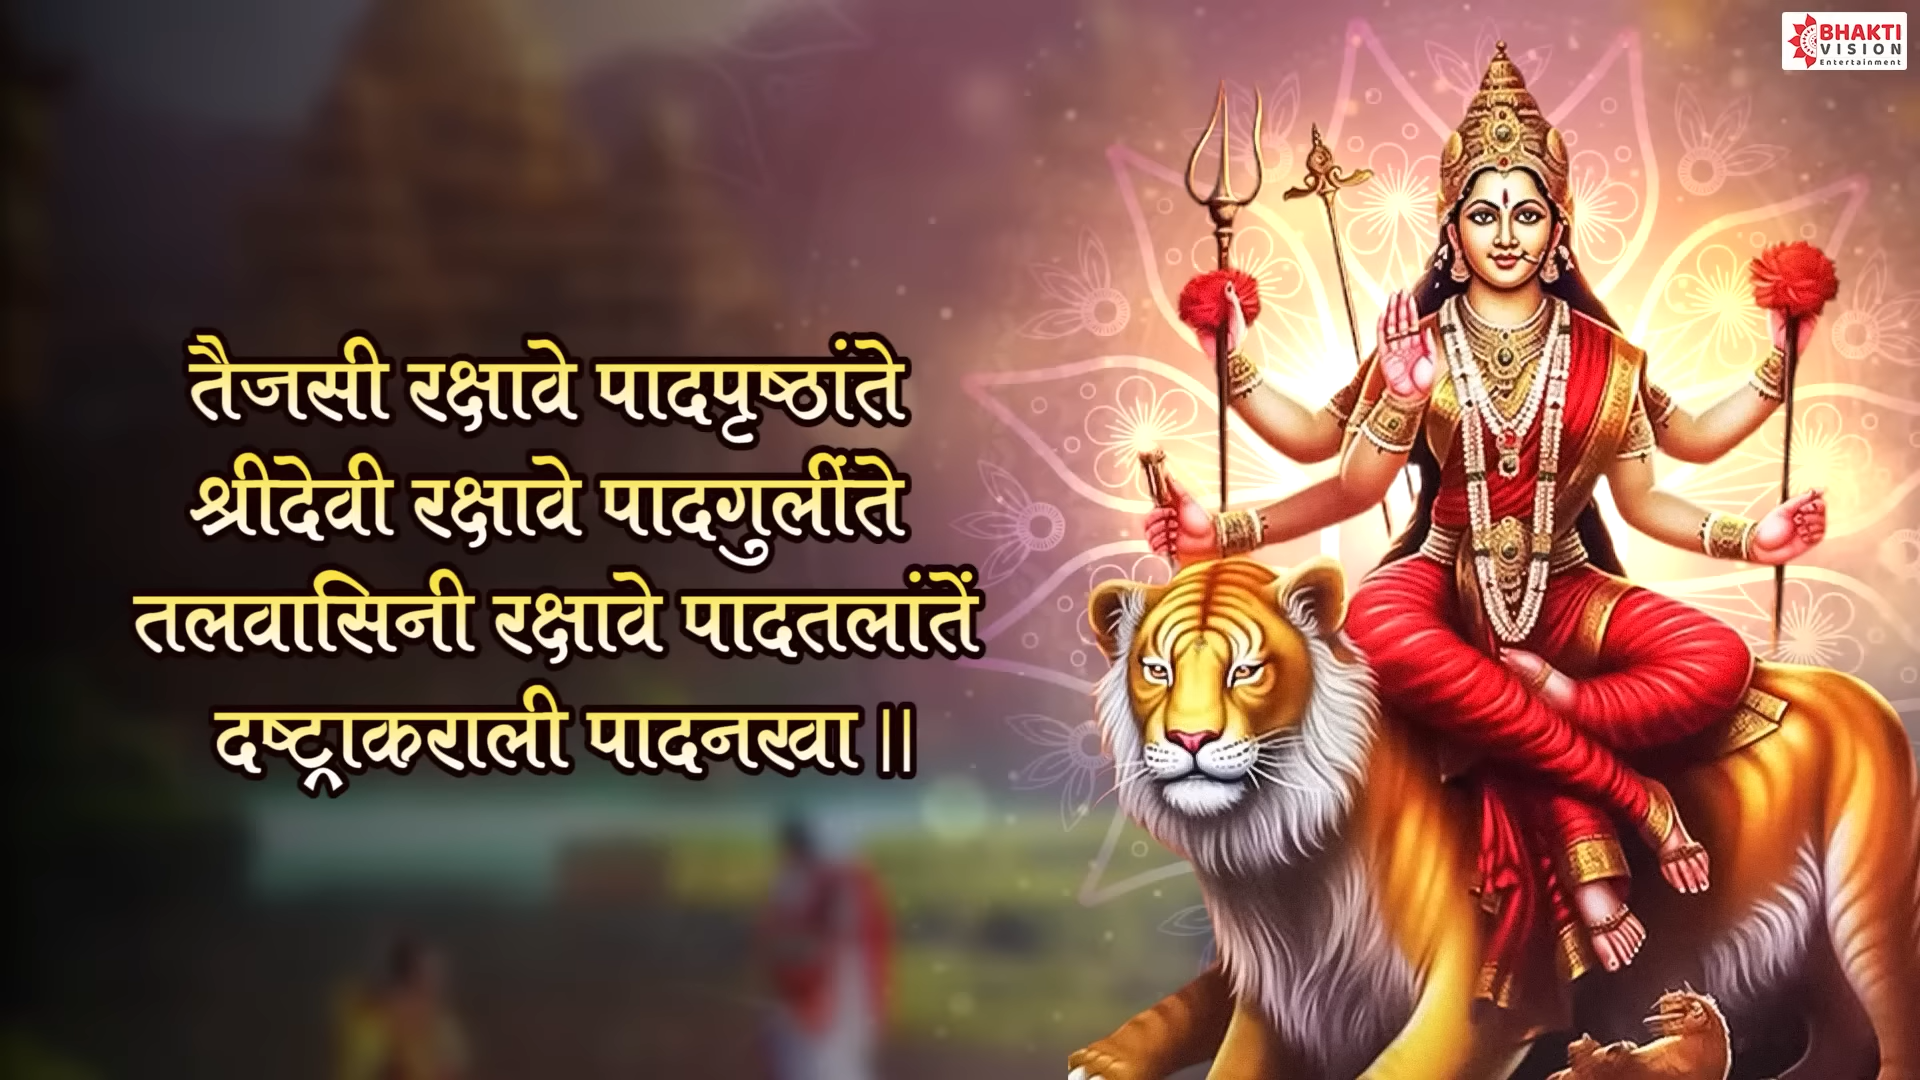 BHAKTI
VISION
Entertainment
तैजसी रक्षावे पादपृष्ठांते
श्रीदेवी रक्षावे पादगुलींते
तलवासिनी रक्षावे पादतलांतें
दष्ट्राकराली पादनखा ||